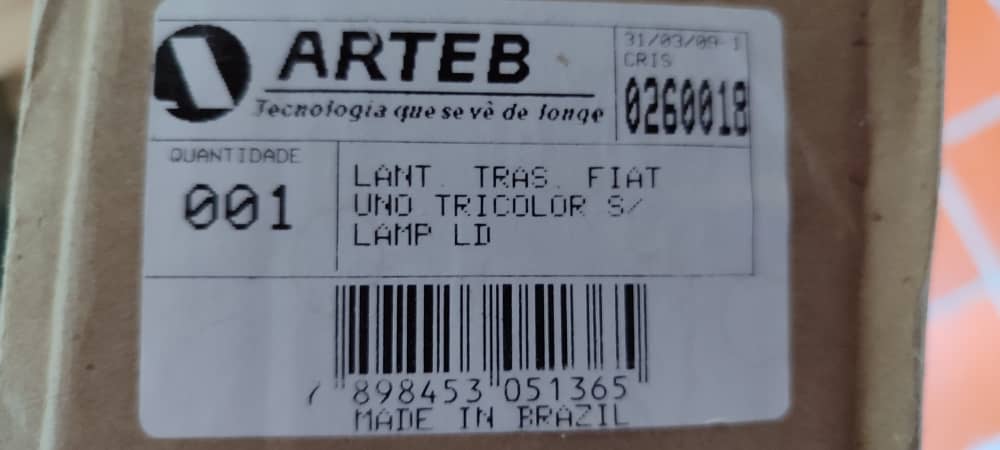 ARTEB
Tecnologia que se vê de longe
31/03/09-1
CRIS
0260018
QUANTIDADE
001
LANT. TRAS. FIAT
UNO TRICOLOR S/
LAMP LD
7 898453 051365
MADE IN BRAZIL